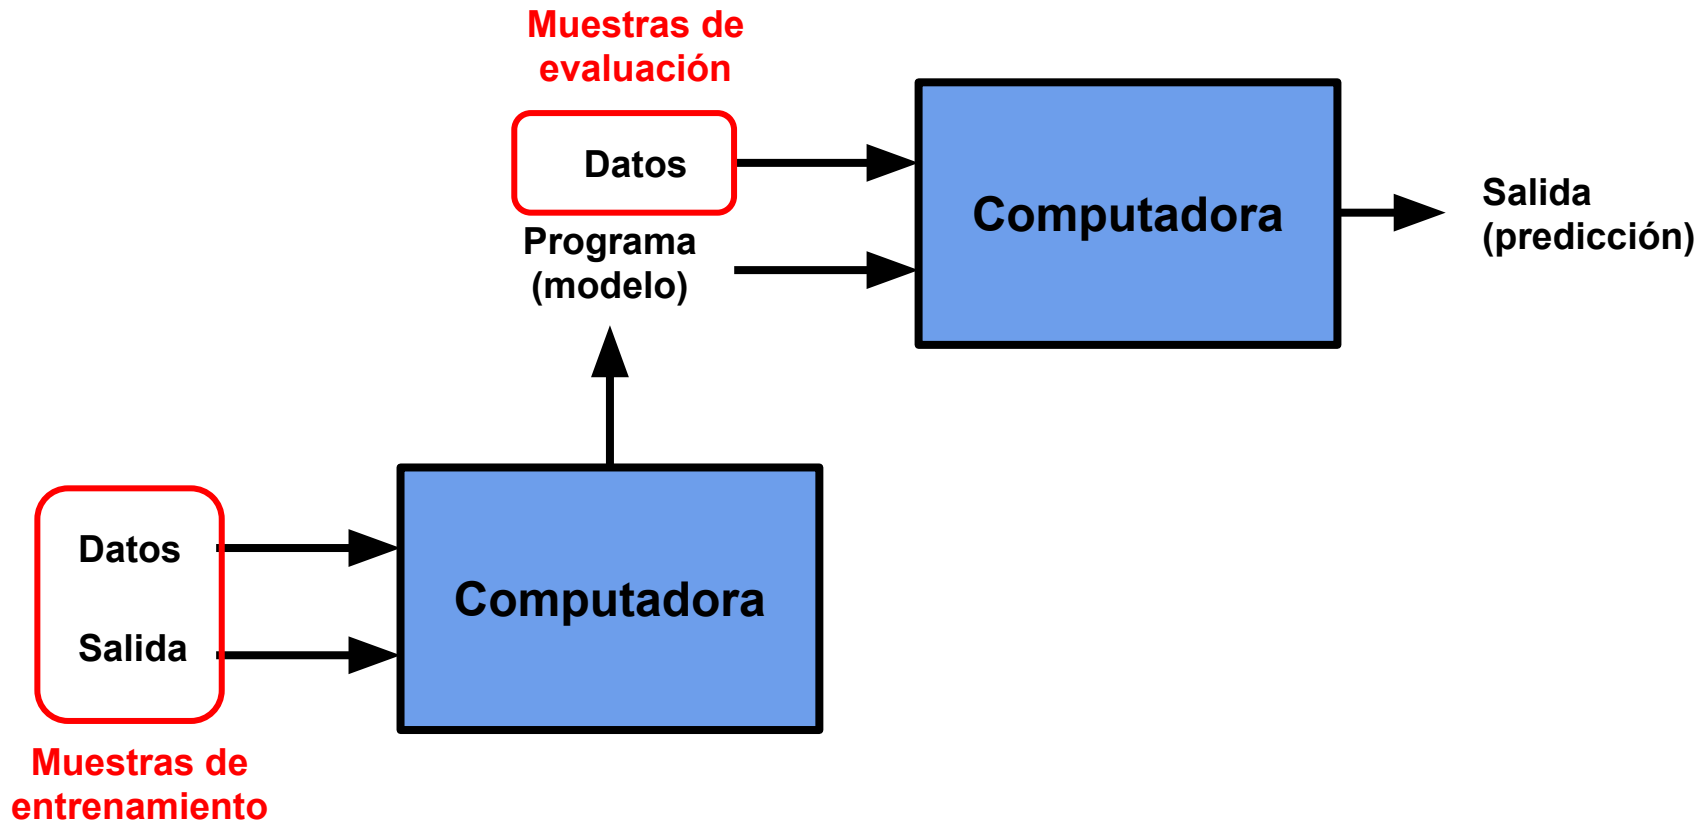 Muestras de
evaluación
Datos
Programa
(modelo)
Computadora
Salida
(predicción)
Datos
Salida
Computadora
Muestras de
entrenamiento